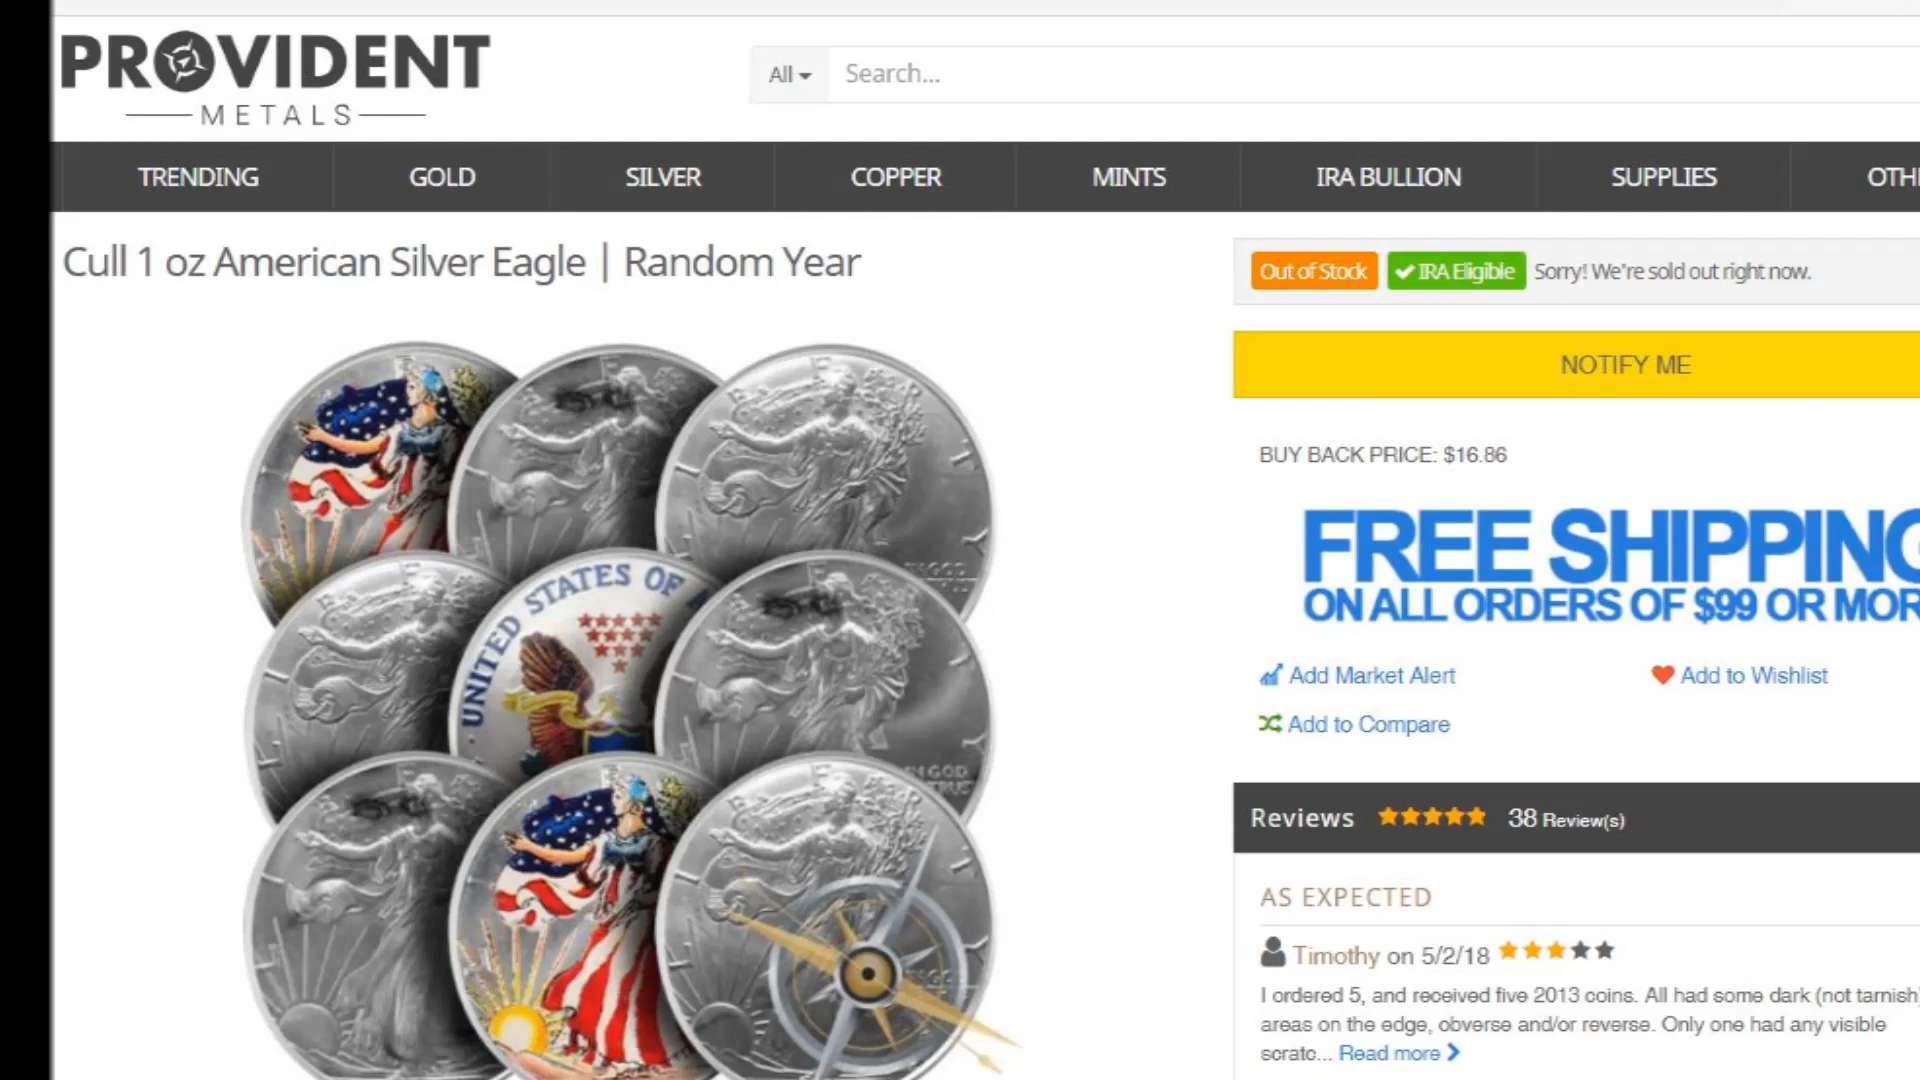 PROVIDENT
METALS
All
Search...
TRENDING
GOLD
SILVER
COPPER
MINTS
IRA BULLION
SUPPLIES
OTH
Cull 1 oz American Silver Eagle | Random Year
Out of Stock
IRA Eligible
Sorry! We're sold out right now.
NOTIFY ME
BUY BACK PRICE: $16.86
FREE SHIPPING
ON ALL ORDERS OF $99 OR MOR
Add Market Alert
Add to Wishlist
Add to Compare
UNITED STATES OF
IN GOD
TRUST
Reviews
38 Review(s)
AS EXPECTED
Timothy on 5/2/18
I ordered 5, and received five 2013 coins. All had some dark (not tarnish)
areas on the edge, obverse and/or reverse. Only one had any visible
scratc... Read more